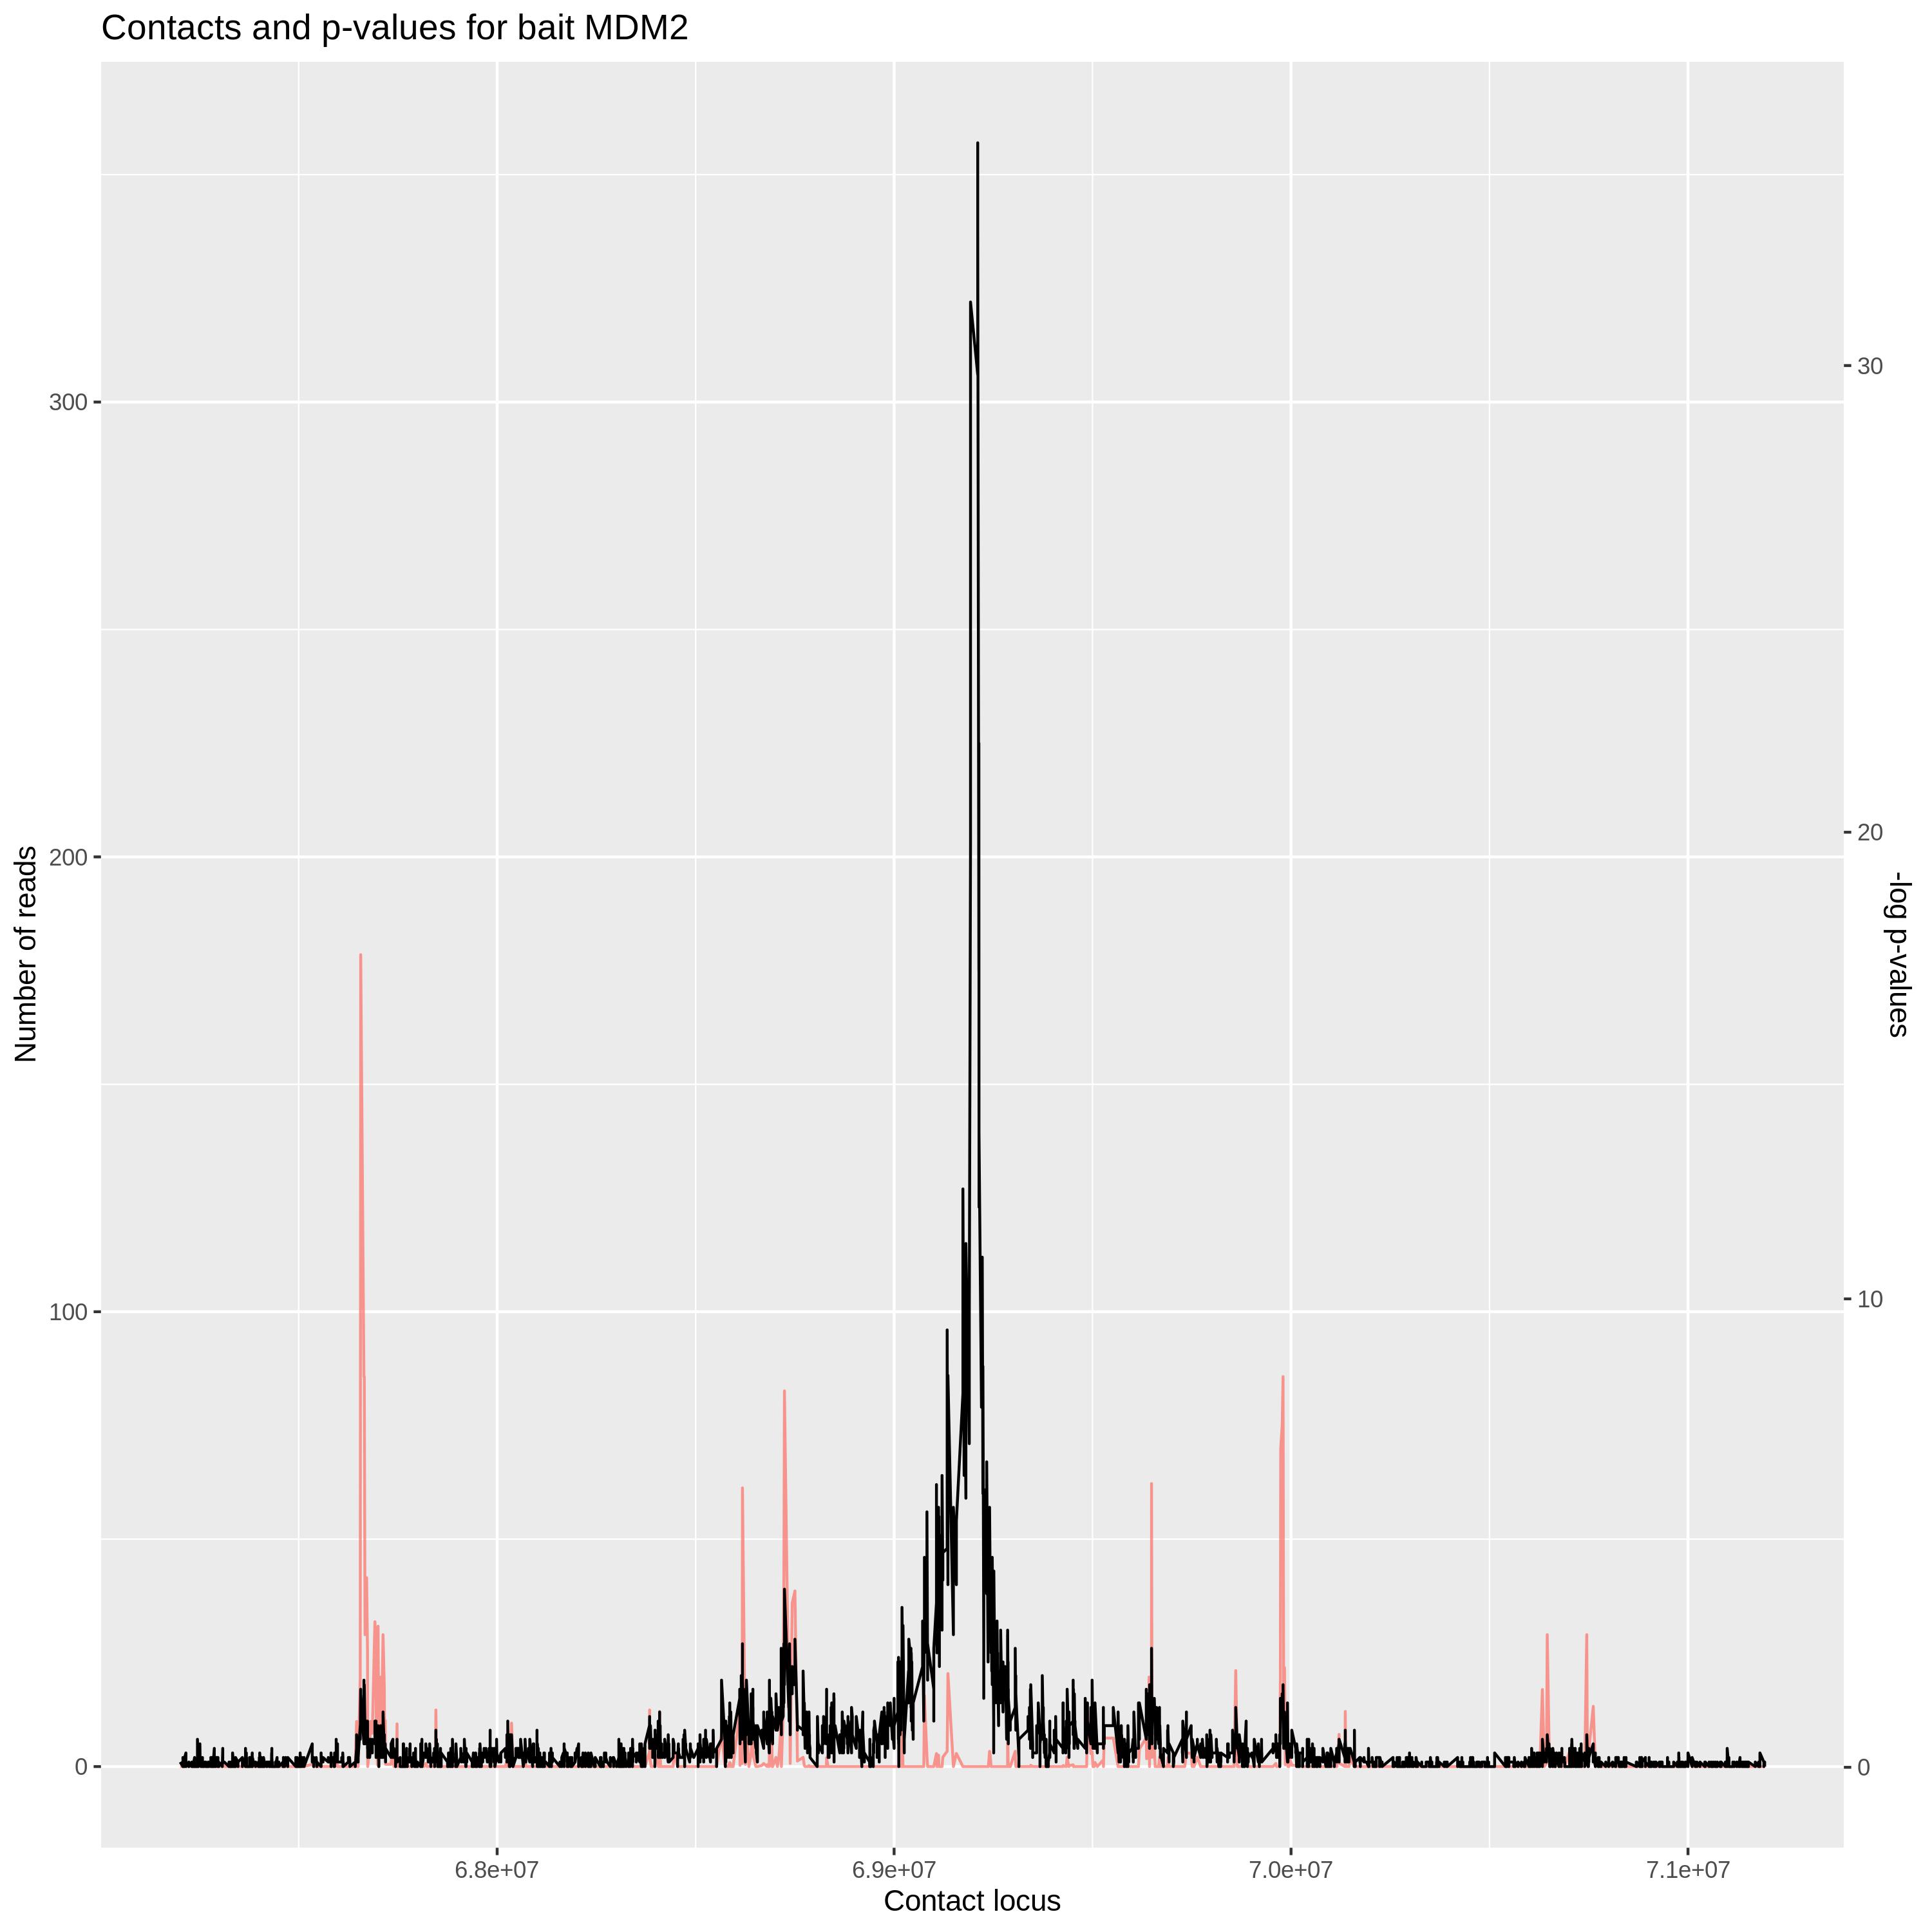 Contacts and p-values for bait MDM2
Number of reads
300
200
100
0
30
20
10
0
-log p-values
6.8e+07
6.9e+07
7.0e+07
7.1e+07
Contact locus